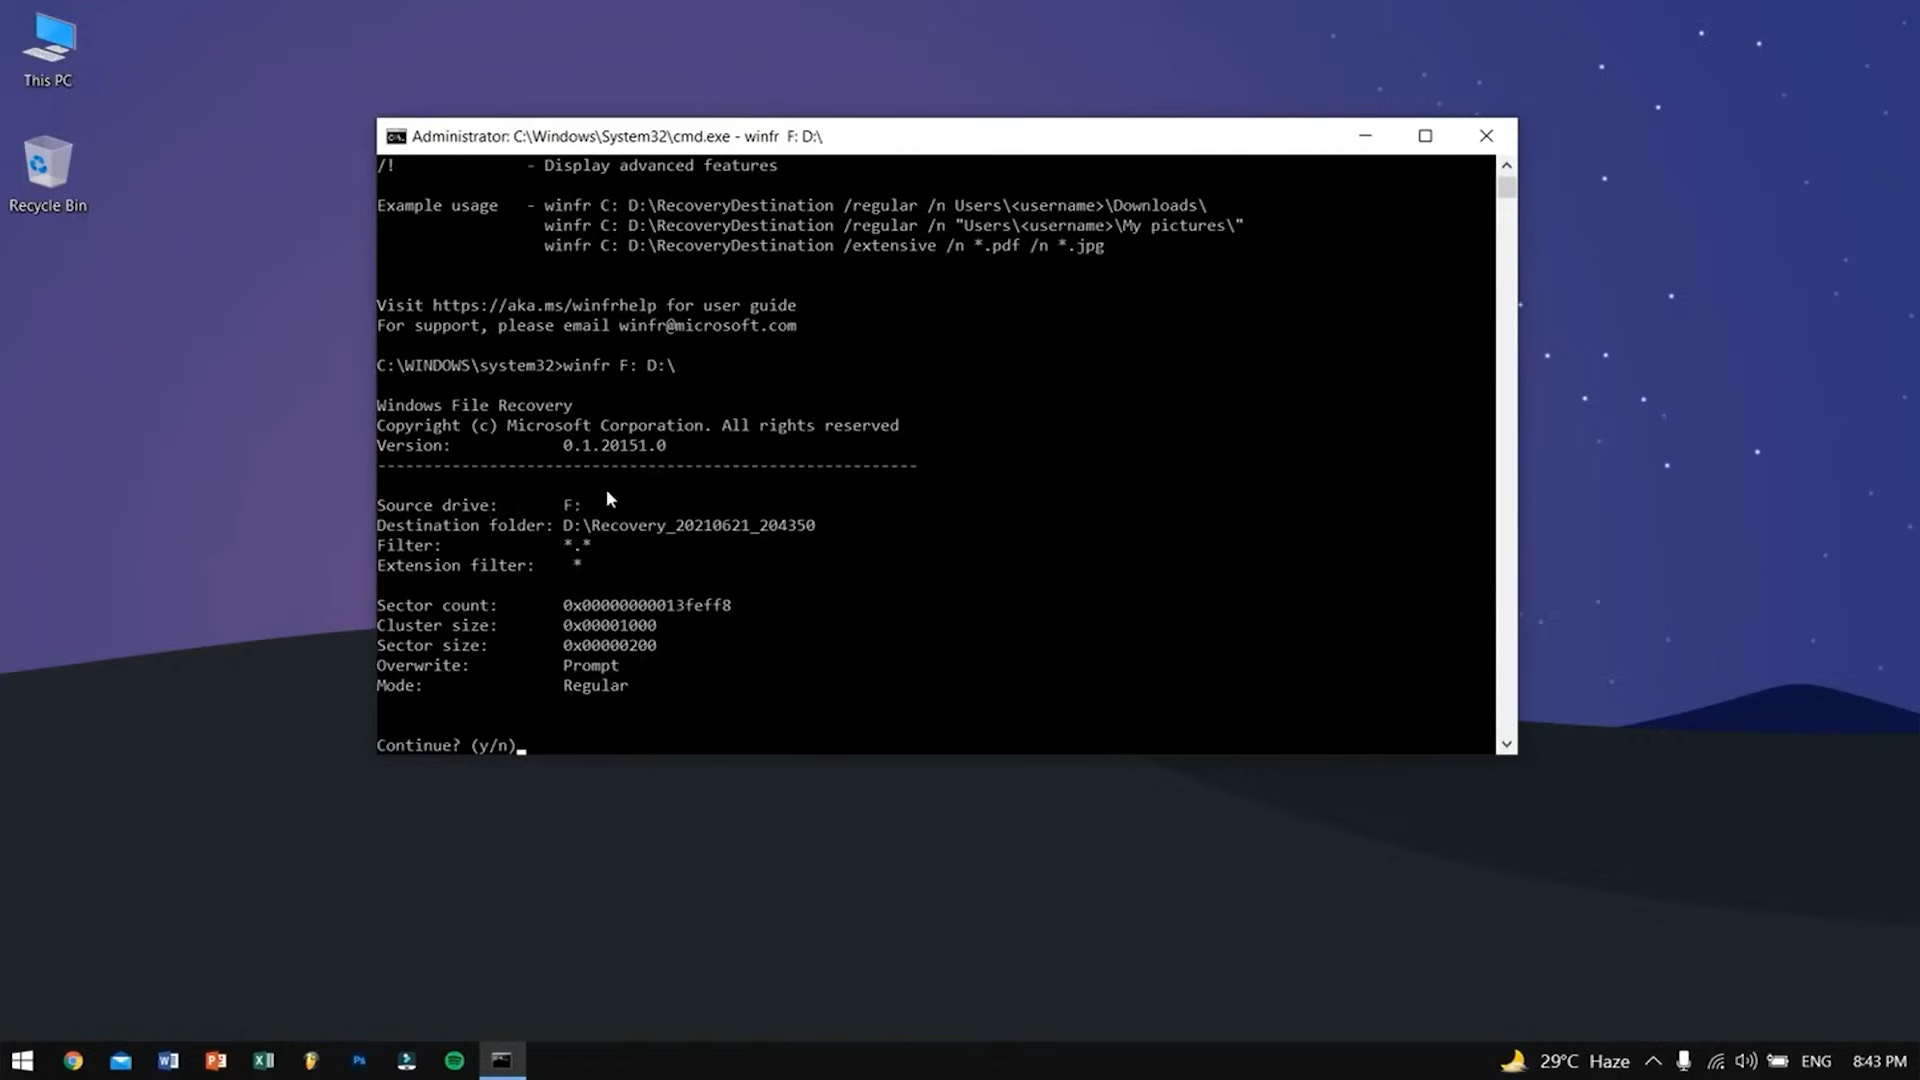 This PC
Recycle Bin
Administrator: C:\Windows\System32\cmd.exe - winfr  F: D:\
/!              - Display advanced features
Example usage   - winfr C: D:\RecoveryDestination /regular /n Users\<username>\Downloads\
winfr C: D:\RecoveryDestination /regular /n "Users\<username>\My pictures\"
winfr C: D:\RecoveryDestination /extensive /n *.pdf /n *.jpg
Visit https://aka.ms/winfrhelp for user guide
For support, please email winfr@microsoft.com
C:\WINDOWS\system32>winfr F: D:\
Windows File Recovery
Copyright (c) Microsoft Corporation. All rights reserved
Version:            0.1.20151.0
----------------------------------------------------------
Source drive:       F:
Destination folder: D:\Recovery_20210621_204350
Filter:             *.*
Extension filter:    *
Sector count:       0x00000000013feff8
Cluster size:       0x00001000
Sector size:        0x00000200
Overwrite:          Prompt
Mode:               Regular
Continue? (y/n)
29°C Haze ENG 8:43 PM